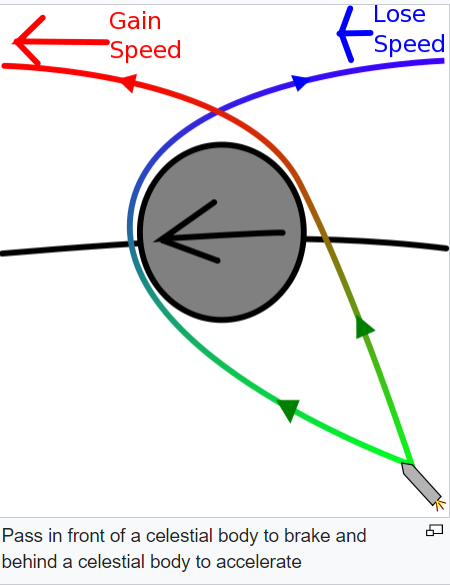 Gain
Speed
Lose
Speed
Pass in front of a celestial body to brake and
behind a celestial body to accelerate